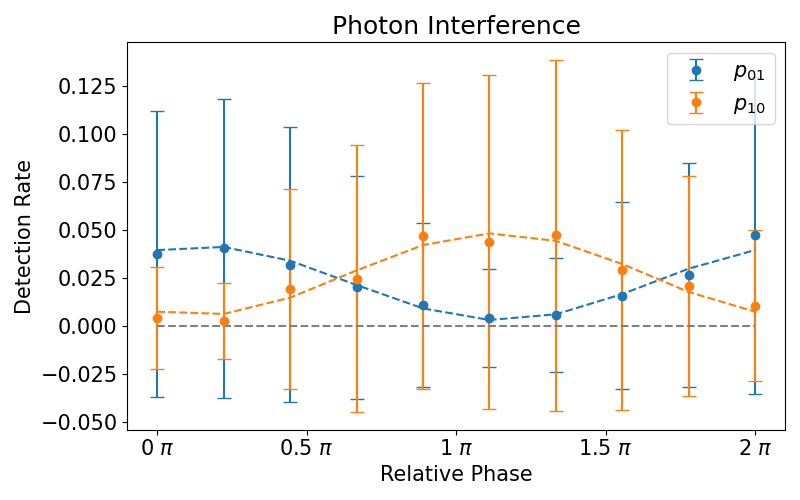 Photon Interference
Detection Rate
0.125
0.100
0.075
0.050
0.025
0.000
−0.025
−0.050
p₀₁
p₁₀
0 π
0.5 π
1 π
1.5 π
2 π
Relative Phase